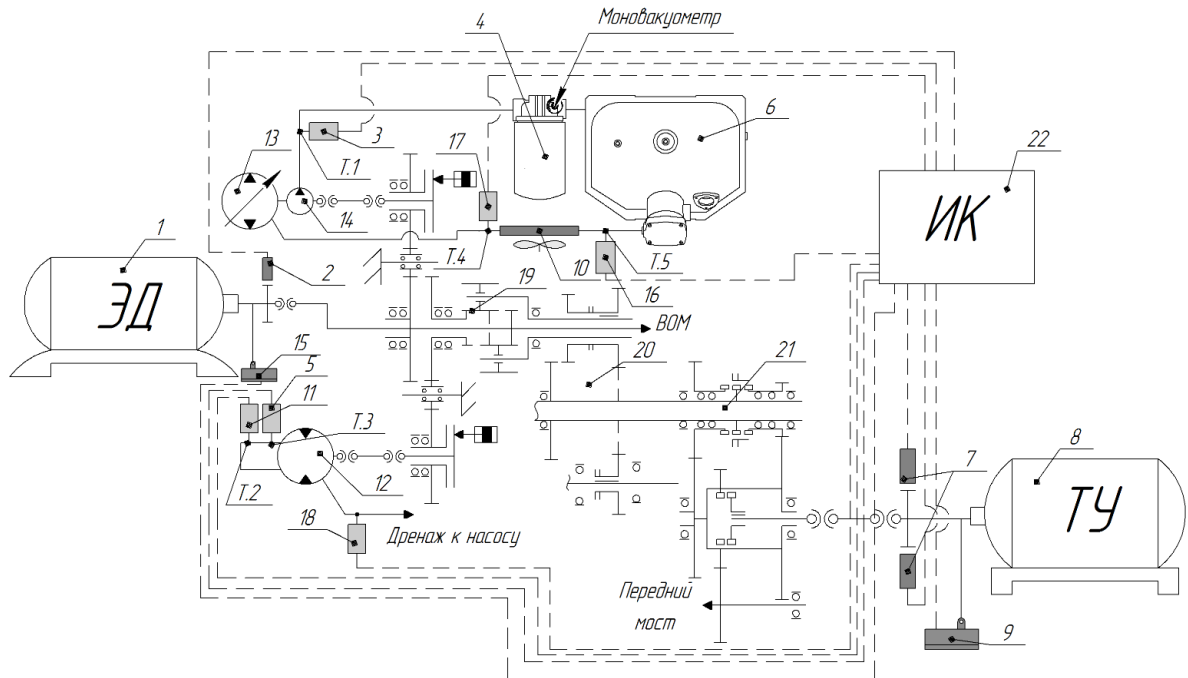 4
Моновакуометр
6
13
3
17
22
Т.1
14
ИК
1
2
Т.4
10
Т.5
19
16
ЭД
ВОМ
15
5
20
21
11
Т.3
8
7
12
Т.2
ТУ
18
Дренаж к насосу
Передний
мост
9